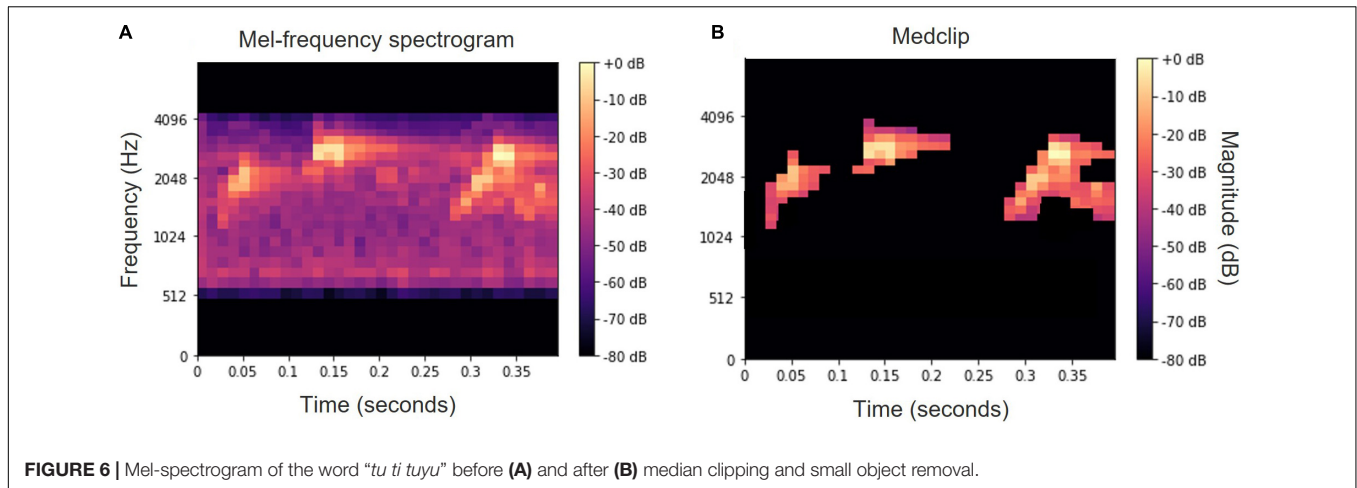 A
Mel-frequency spectrogram
+0 dB
-10 dB
-20 dB
-30 dB
-40 dB
-50 dB
-60 dB
-70 dB
-80 dB
4096
2048
1024
512
0
Frequency (Hz)
0 0.05 0.1 0.15 0.2 0.25 0.3 0.35
Time (seconds)
B
Medclip
+0 dB
-10 dB
-20 dB
-30 dB
-40 dB
-50 dB
-60 dB
-70 dB
-80 dB
Magnitude (dB)
4096
2048
1024
512
0
0 0.05 0.1 0.15 0.2 0.25 0.3 0.35
Time (seconds)
FIGURE 6 | Mel-spectrogram of the word “tu ti tuyu” before (A) and after (B) median clipping and small object removal.